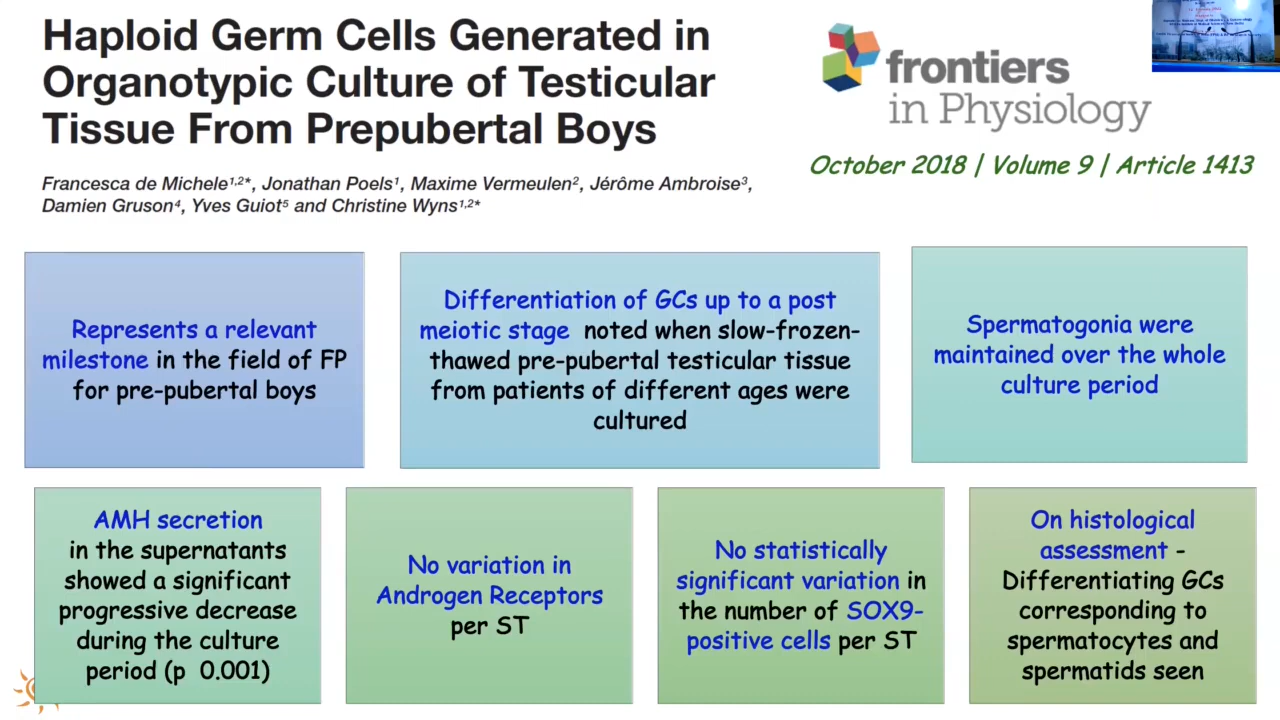 Haploid Germ Cells Generated in
Organotypic Culture of Testicular
Tissue From Prepubertal Boys
Francesca de Michele1,2*, Jonathan Poels1, Maxime Vermeulen2, Jérôme Ambroise3,
Damien Gruson4, Yves Guiot5 and Christine Wyns1,2*
frontiers
in Physiology
October 2018 | Volume 9 | Article 1413
Represents a relevant
milestone in the field of FP
for pre-pubertal boys
Differentiation of GCs up to a post
meiotic stage noted when slow-frozen-
thawed pre-pubertal testicular tissue
from patients of different ages were
cultured
Spermatogonia were
maintained over the whole
culture period
AMH secretion
in the supernatants
showed a significant
progressive decrease
during the culture
period (p 0.001)
No variation in
Androgen Receptors
per ST
No statistically
significant variation in
the number of SOX9-
positive cells per ST
On histological
assessment -
Differentiating GCs
corresponding to
spermatocytes and
spermatids seen